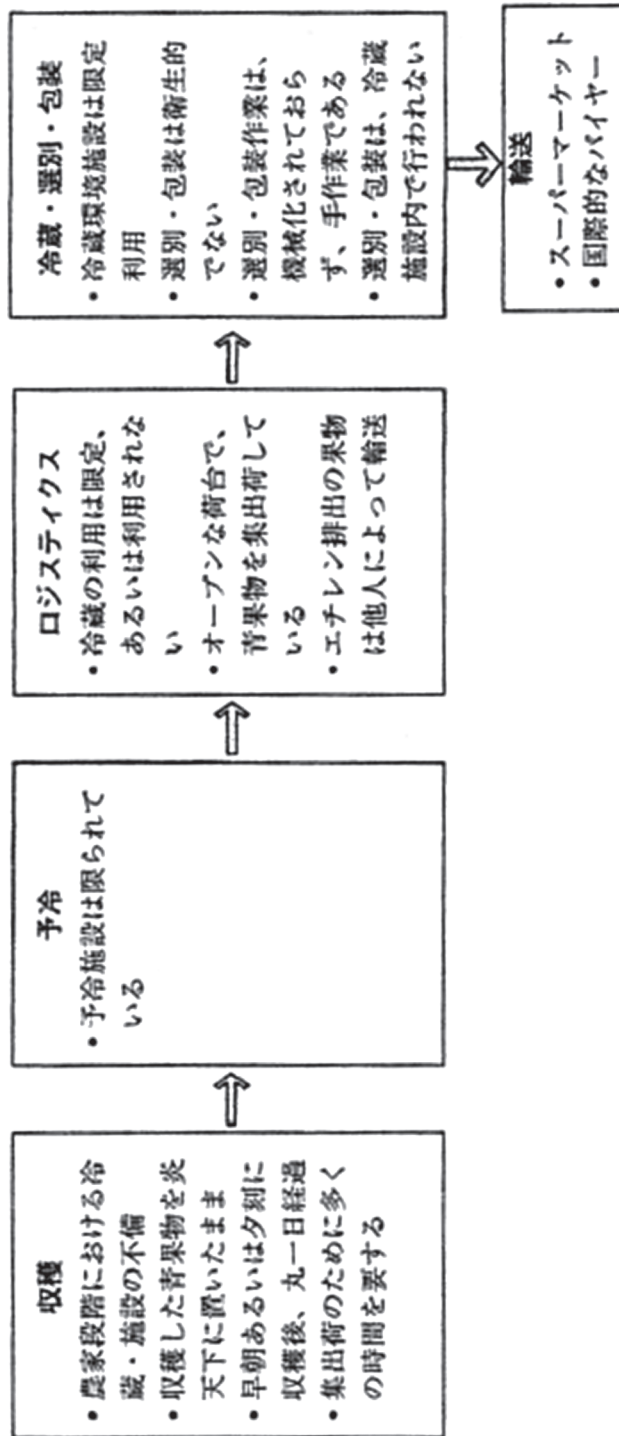 収穫
• 農家段階における冷
蔵・施設の不備
• 収穫した青果物を炎
天下に置いたまま
• 早朝あるいは夕刻に
収穫後、丸一日経過
• 集出荷のために多く
の時間を要する
予冷
• 予冷施設は限られて
いる
ロジスティクス
• 冷蔵の利用は限定、
あるいは利用されな
い
• オープンな荷台で、
青果物を集出荷して
いる
• エチレン排出の果物
は他人によって輸送
冷蔵・選別・包装
• 冷蔵環境施設は限定
利用
• 選別・包装は衛生的
でない
• 選別・包装作業は、
機械化されておら
ず、手作業である
• 選別・包装は、冷蔵
施設内で行われない
輸送
• スーパーマーケット
• 国際的なバイヤー